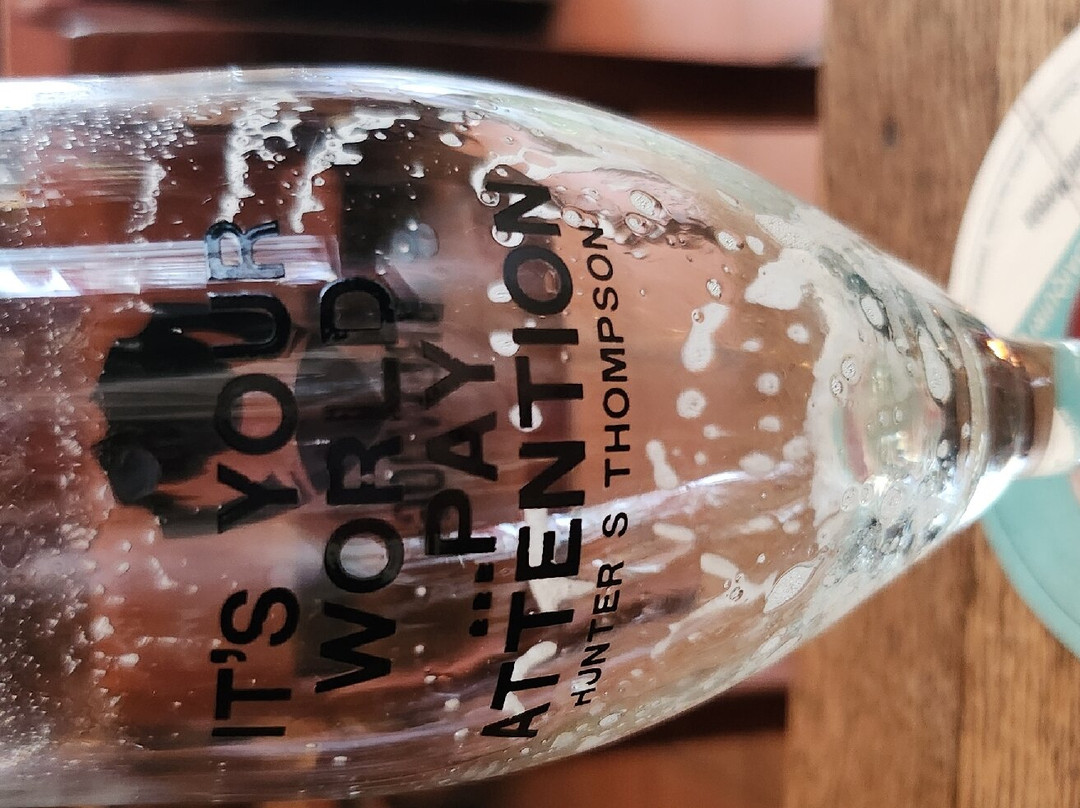 IT'S YOUR
WORLD
...PAY
ATTENTION
HUNTER S THOMPSON